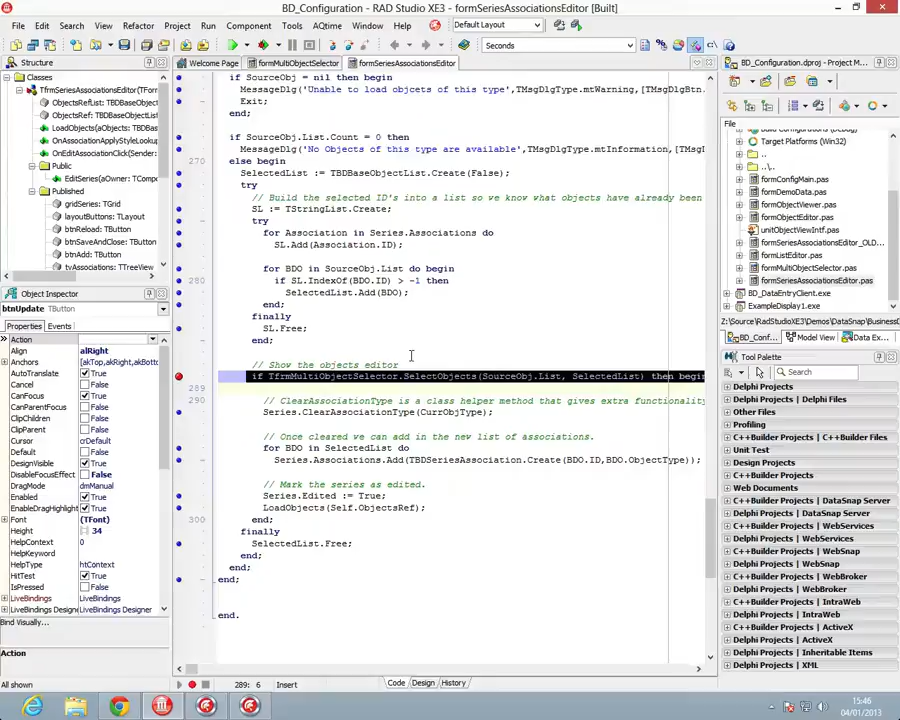 BD_Configuration - RAD Studio XE3 - formSeriesAssociationsEditor [Built]
File Edit Search View Refactor Project Run Component Tools AQtime Window Help
Default Layout
Seconds
Structure
Classes
TfrmSeriesAssociationsEditor(TForm
ObjectsRefList: TBDBaseObject
ObjectsRef: TBDBaseObjectList
LoadObjects(aObjects: TBDBase
OnAssociationApplyStyleLookup
OnEditAssociationClick(Sender:
Public
EditSeries(aOwner: TCompo
Published
gridSeries: TGrid
layoutButtons: TLayout
btnReload: TButton
btnSaveAndClose: TButton
btnAdd: TButton
tvAssociations: TTreeView
Object Inspector
btnUpdate TButton
Properties Events
Action
Align alRight
Anchors [akTop,akRight,akBotto
AutoTranslate True
Cancel False
CanFocus True
CanParentFocus False
ClipChildren False
ClipParent False
Cursor crDefault
Default False
DesignVisible True
DisableFocusEffect False
DragMode dmManual
Enabled True
EnableDragHighlight True
Font (TFont)
Height 34
HelpContext 0
HelpKeyword
HelpType htContext
HitTest True
IsPressed False
LiveBindings LiveBindings
LiveBindings Designer LiveBindings Designer
Bind Visually...
Action
All shown
Welcome Page formMultiObjectSelector formSeriesAssociationsEditor
if SourceObj = nil then begin
MessageDlg('Unable to load objcets of this type',TMsgDlgType.mtWarning,[TMsgDlgBtn.
Exit;
end;
if SourceObj.List.Count = 0 then
MessageDlg('No Objects of this type are available',TMsgDlgType.mtInformation,[TMsgD
270 else begin
SelectedList := TBDBaseObjectList.Create(False);
try
// Build the selected ID's into a list so we know what objects have already been
SL := TStringList.Create;
try
for Association in Series.Associations do
SL.Add(Association.ID);
for BDO in SourceObj.List do begin
280 if SL.IndexOf(BDO.ID) > -1 then
SelectedList.Add(BDO);
end;
finally
SL.Free;
end;
// Show the objects editor
if TfrmMultiObjectSelector.SelectObjects(SourceObj.List, SelectedList) then begin
289
290 // ClearAssociationType is a class helper method that gives extra functionality
Series.ClearAssociationType(CurrObjType);
// Once cleared we can add in the new list of associations.
for BDO in SelectedList do
Series.Associations.Add(TBDSeriesAssociation.Create(BDO.ID,BDO.ObjectType));
// Mark the series as edited.
Series.Edited := True;
LoadObjects(Self.ObjectsRef);
300 end;
finally
SelectedList.Free;
end;
end;
end;
end.
289: 6 Insert Code Design History
BD_Configuration.dproj - Project M...
File
Target Platforms (Win32)
..
..\..
formConfigMain.pas
formDemoData.pas
formObjectViewer.pas
formObjectEditor.pas
unitObjectViewIntf.pas
formSeriesAssociationsEditor_OLD
formListEditor.pas
formMultiObjectSelector.pas
formSeriesAssociationsEditor.pas
BD_DataEntryClient.exe
ExampleDisplay1.exe
Z:\Source\RadStudioXE3\Demos\DataSnap\Business
BD_Conf... Model View Data Ex...
Tool Palette
Search
Delphi Projects
Delphi Projects | Delphi Files
Other Files
Profiling
C++Builder Projects | C++Builder Files
Unit Test
Design Projects
C++Builder Projects
Web Documents
C++Builder Projects | DataSnap Server
Delphi Projects | DataSnap Server
Delphi Projects | WebServices
C++Builder Projects | WebServices
C++Builder Projects | WebSnap
Delphi Projects | WebSnap
Delphi Projects | WebBroker
C++Builder Projects | WebBroker
C++Builder Projects | IntraWeb
Delphi Projects | IntraWeb
C++Builder Projects | ActiveX
Delphi Projects | ActiveX
Delphi Projects | Inheritable Items
Delphi Projects | XML
15:46
04/01/2013